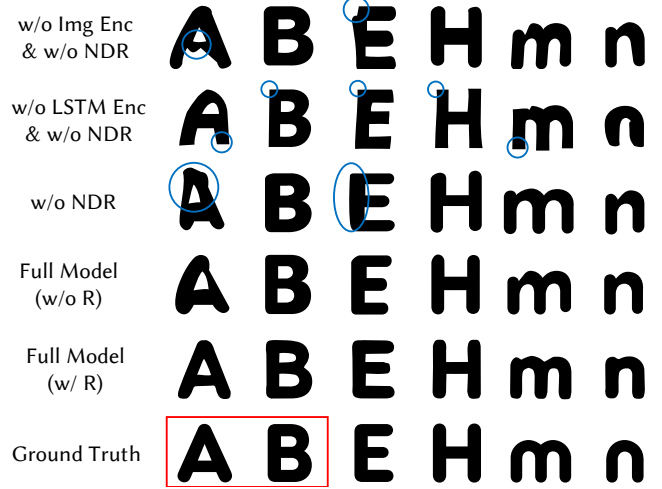 w/o Img Enc
& w/o NDR
A B E H m n
w/o LSTM Enc
& w/o NDR
A B E H m n
w/o NDR
A B E H m n
Full Model
(w/o R)
A B E H m n
Full Model
(w/ R)
A B E H m n
Ground Truth
A B E H m n